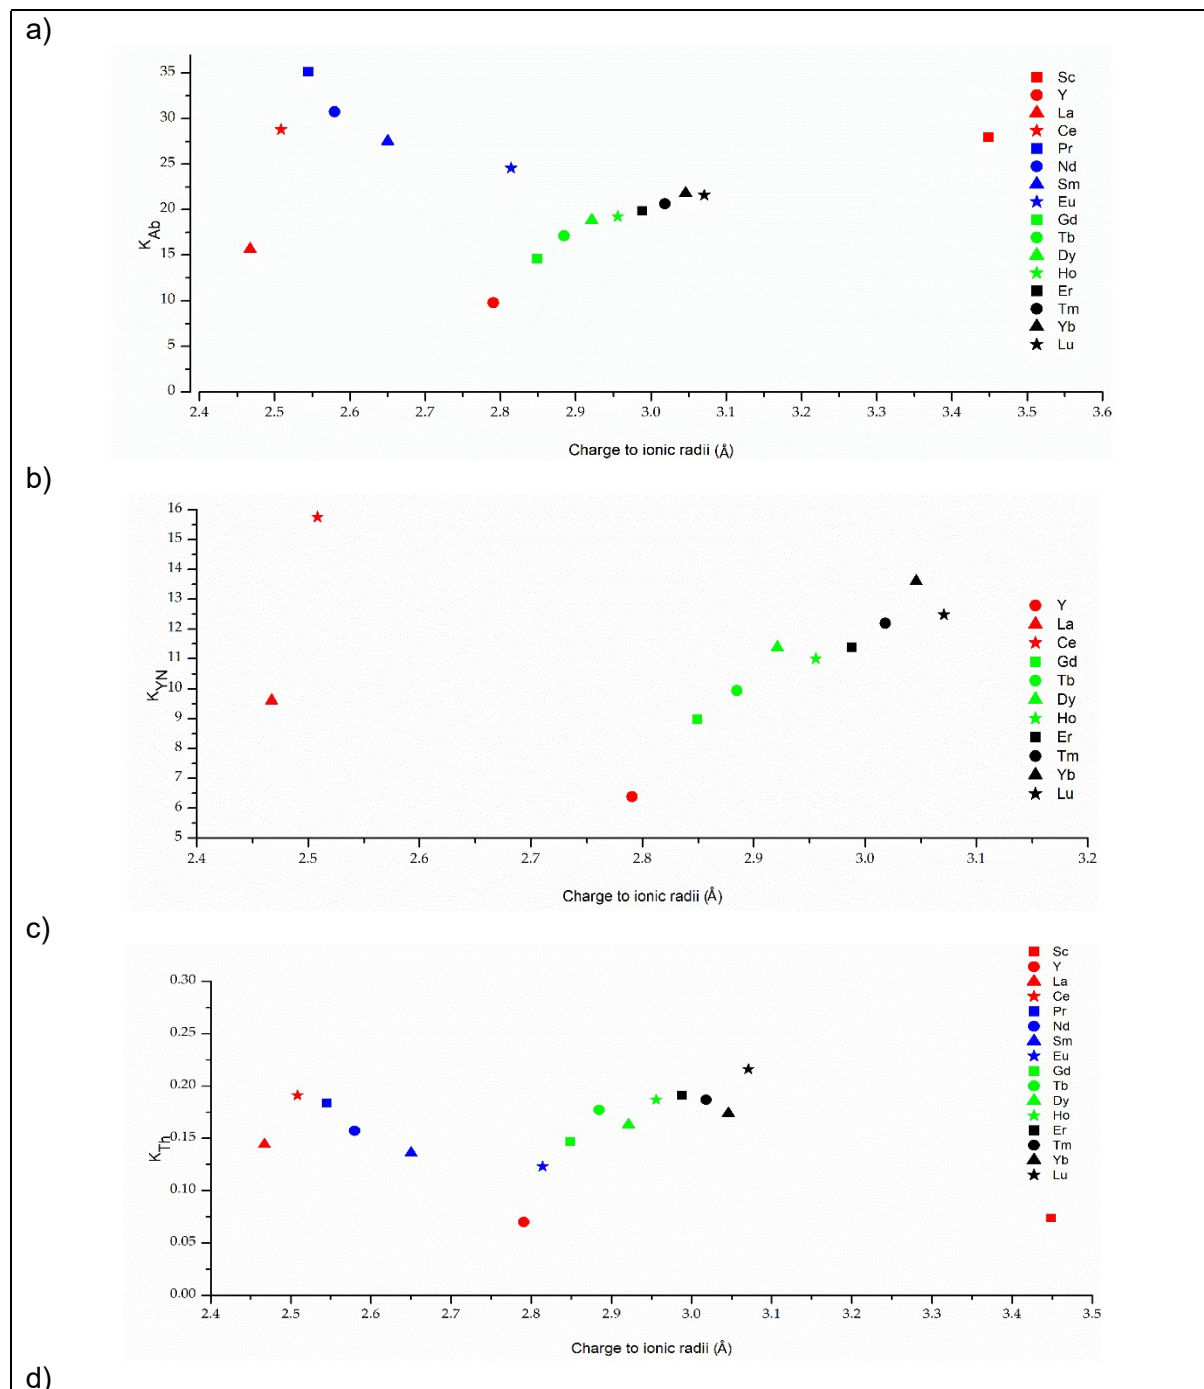 a)
K_Ab
35
30
25
20
15
10
5
0
2.4 2.5 2.6 2.7 2.8 2.9 3.0 3.1 3.2 3.3 3.4 3.5 3.6
Charge to ionic radii (Å)
Sc
Y
La
Ce
Pr
Nd
Sm
Eu
Gd
Tb
Dy
Ho
Er
Tm
Yb
Lu
b)
K_YN
16
15
14
13
12
11
10
9
8
7
6
5
2.4 2.5 2.6 2.7 2.8 2.9 3.0 3.1 3.2
Charge to ionic radii (Å)
Y
La
Ce
Gd
Tb
Dy
Ho
Er
Tm
Yb
Lu
c)
K_Th
0.30
0.25
0.20
0.15
0.10
0.05
0.00
2.4 2.5 2.6 2.7 2.8 2.9 3.0 3.1 3.2 3.3 3.4 3.5
Charge to ionic radii (Å)
Sc
Y
La
Ce
Pr
Nd
Sm
Eu
Gd
Tb
Dy
Ho
Er
Tm
Yb
Lu
d)